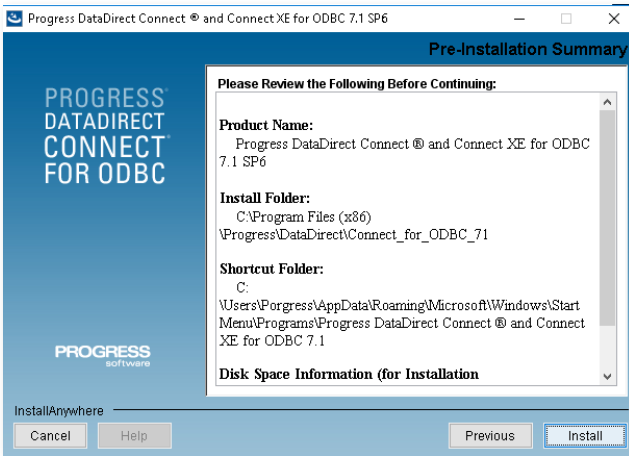 Progress DataDirect Connect ® and Connect XE for ODBC 7.1 SP6
Pre-Installation Summary
PROGRESS
DATADIRECT
CONNECT
FOR ODBC
PROGRESS
software
Please Review the Following Before Continuing:
Product Name:
Progress DataDirect Connect ® and Connect XE for ODBC
7.1 SP6
Install Folder:
C:\Program Files (x86)
\Progress\DataDirect\Connect_for_ODBC_71
Shortcut Folder:
C:
\Users\Porgress\AppData\Roaming\Microsoft\Windows\Start
Menu\Programs\Progress DataDirect Connect ® and Connect
XE for ODBC 7.1
Disk Space Information (for Installation
InstallAnywhere
Cancel
Help
Previous
Install